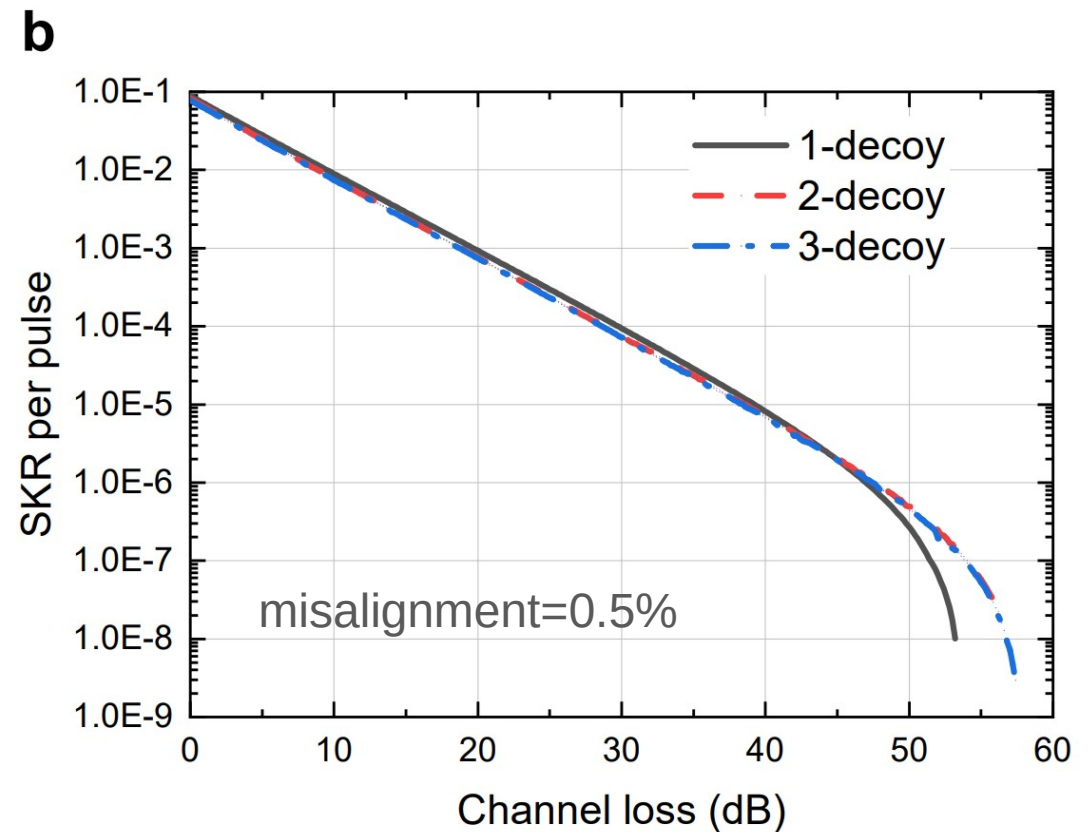 b
1.0E-1
1.0E-2
1.0E-3
1.0E-4
1.0E-5
1.0E-6
1.0E-7
1.0E-8
1.0E-9
SKR per pulse
1-decoy
2-decoy
3-decoy
misalignment=0.5%
0 10 20 30 40 50 60
Channel loss (dB)